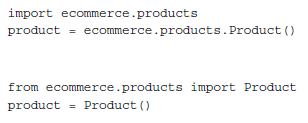 import ecommerce.products
product = ecommerce.products.Product()
from ecommerce.products import Product
product = Product()